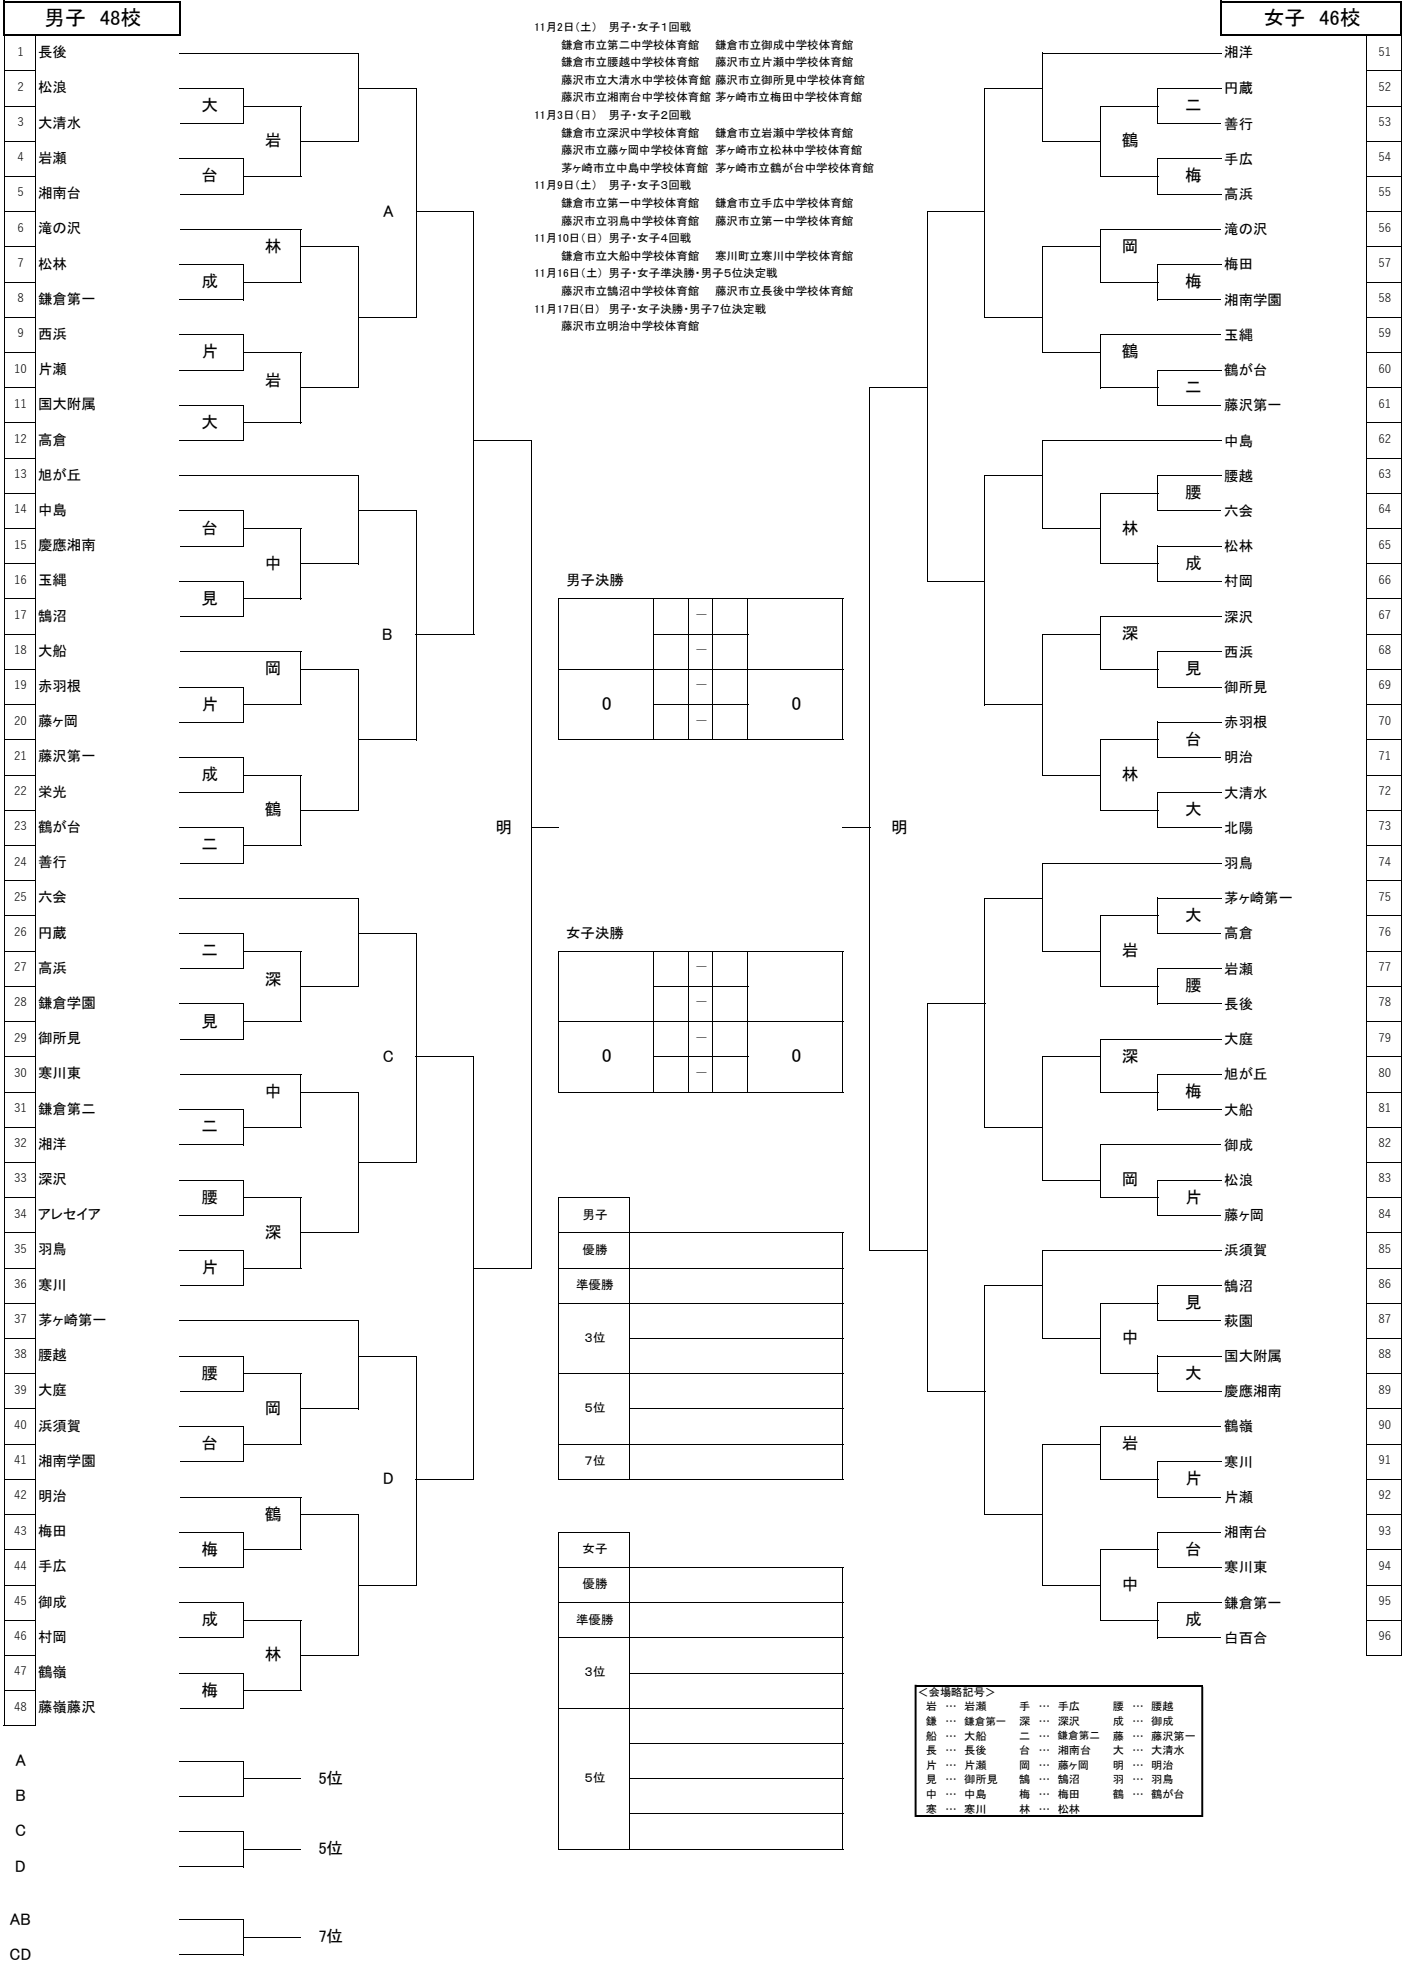 男子 48校
1 長後
2 松浪
3 大清水
4 岩瀬
5 湘南台
6 滝の沢
7 松林
8 鎌倉第一
9 西浜
10 片瀬
11 国大附属
12 高倉
13 旭が丘
14 中島
15 慶應湘南
16 玉縄
17 鵠沼
18 大船
19 赤羽根
20 藤ヶ岡
21 藤沢第一
22 栄光
23 鶴が台
24 善行
25 六会
26 円蔵
27 高浜
28 鎌倉学園
29 御所見
30 寒川東
31 鎌倉第二
32 湘洋
33 深沢
34 アレセイア
35 羽鳥
36 寒川
37 茅ヶ崎第一
38 腰越
39 大庭
40 浜須賀
41 湘南学園
42 明治
43 梅田
44 手広
45 御成
46 村岡
47 鶴嶺
48 藤嶺藤沢
大
台
成
片
大
台
見
片
成
二
二
見
二
腰
片
腰
台
梅
成
梅
岩
林
岩
中
岡
鶴
深
中
深
岡
鶴
林
A
B
C
D
明
A
B
5位
C
D
5位
AB
CD
7位
11月2日(土) 男子・女子1回戦
鎌倉市立第二中学校体育館 鎌倉市立御成中学校体育館
鎌倉市立腰越中学校体育館 藤沢市立片瀬中学校体育館
藤沢市立大清水中学校体育館 藤沢市立御所見中学校体育館
藤沢市立湘南台中学校体育館 茅ヶ崎市立梅田中学校体育館
11月3日(日) 男子・女子2回戦
鎌倉市立深沢中学校体育館 鎌倉市立岩瀬中学校体育館
藤沢市立藤ヶ岡中学校体育館 茅ヶ崎市立松林中学校体育館
茅ヶ崎市立中島中学校体育館 茅ヶ崎市立鶴が台中学校体育館
11月9日(土) 男子・女子3回戦
鎌倉市立第一中学校体育館 鎌倉市立手広中学校体育館
藤沢市立羽鳥中学校体育館 藤沢市立第一中学校体育館
11月10日(日) 男子・女子4回戦
鎌倉市立大船中学校体育館 寒川町立寒川中学校体育館
11月16日(土) 男子・女子準決勝・男子5位決定戦
藤沢市立鵠沼中学校体育館 藤沢市立長後中学校体育館
11月17日(日) 男子・女子決勝・男子7位決定戦
藤沢市立明治中学校体育館
男子決勝
―
―
0 ― 0
―
女子決勝
―
―
0 ― 0
―
男子
優勝
準優勝
3位
5位
7位
女子
優勝
準優勝
3位
5位
女子 46校
湘洋 51
円蔵 52
善行 53
手広 54
高浜 55
滝の沢 56
梅田 57
湘南学園 58
玉縄 59
鶴が台 60
藤沢第一 61
中島 62
腰越 63
六会 64
松林 65
村岡 66
深沢 67
西浜 68
御所見 69
赤羽根 70
明治 71
大清水 72
北陽 73
羽鳥 74
茅ヶ崎第一 75
高倉 76
岩瀬 77
長後 78
大庭 79
旭が丘 80
大船 81
御成 82
松浪 83
藤ヶ岡 84
浜須賀 85
鵠沼 86
萩園 87
国大附属 88
慶應湘南 89
鶴嶺 90
寒川 91
片瀬 92
湘南台 93
寒川東 94
鎌倉第一 95
白百合 96
二
梅
梅
二
腰
成
見
台
大
大
腰
梅
片
見
大
片
台
成
鶴
岡
鶴
林
深
林
岩
深
岡
中
岩
中
明
<会場略記号>
岩 … 岩瀬 手 … 手広 腰 … 腰越
鎌 … 鎌倉第一 深 … 深沢 成 … 御成
船 … 大船 二 … 鎌倉第二 藤 … 藤沢第一
長 … 長後 台 … 湘南台 大 … 大清水
片 … 片瀬 岡 … 藤ヶ岡 明 … 明治
見 … 御所見 鵠 … 鵠沼 羽 … 羽鳥
中 … 中島 梅 … 梅田 鶴 … 鶴が台
寒 … 寒川 林 … 松林